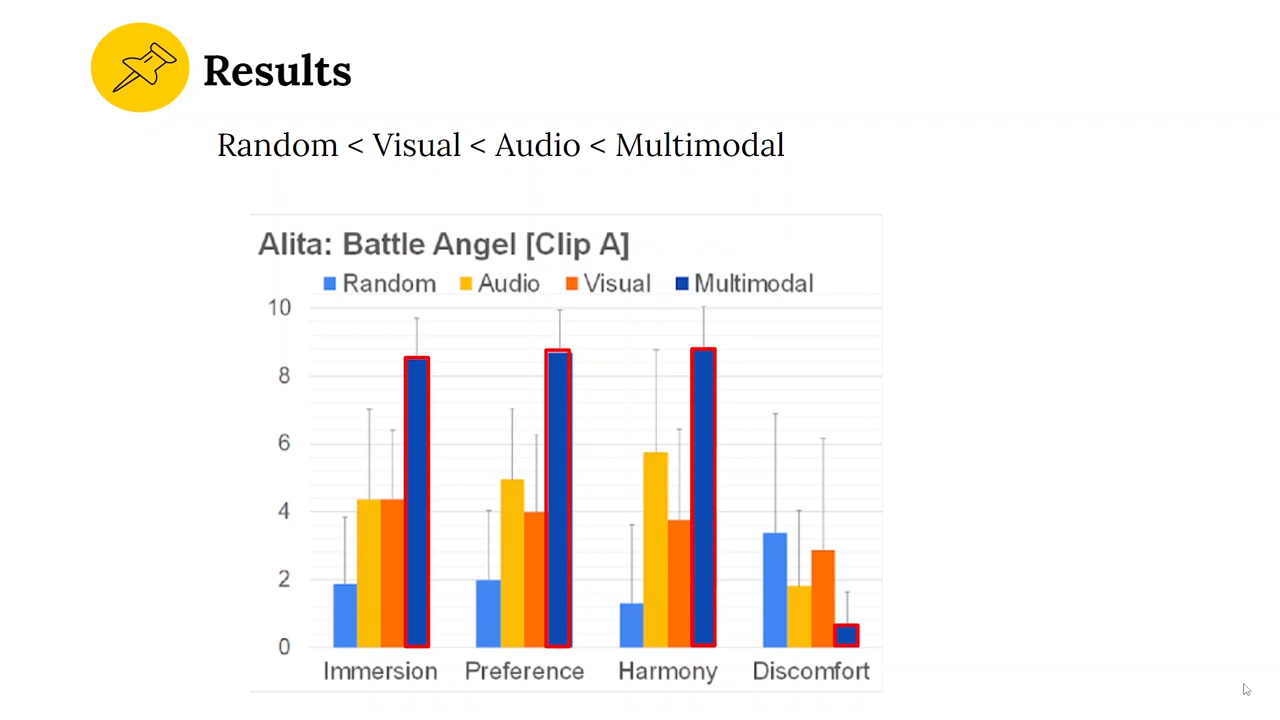 Results
Random < Visual < Audio < Multimodal
Alita: Battle Angel [Clip A]
Random Audio Visual Multimodal
10
8
6
4
2
0
Immersion Preference Harmony Discomfort